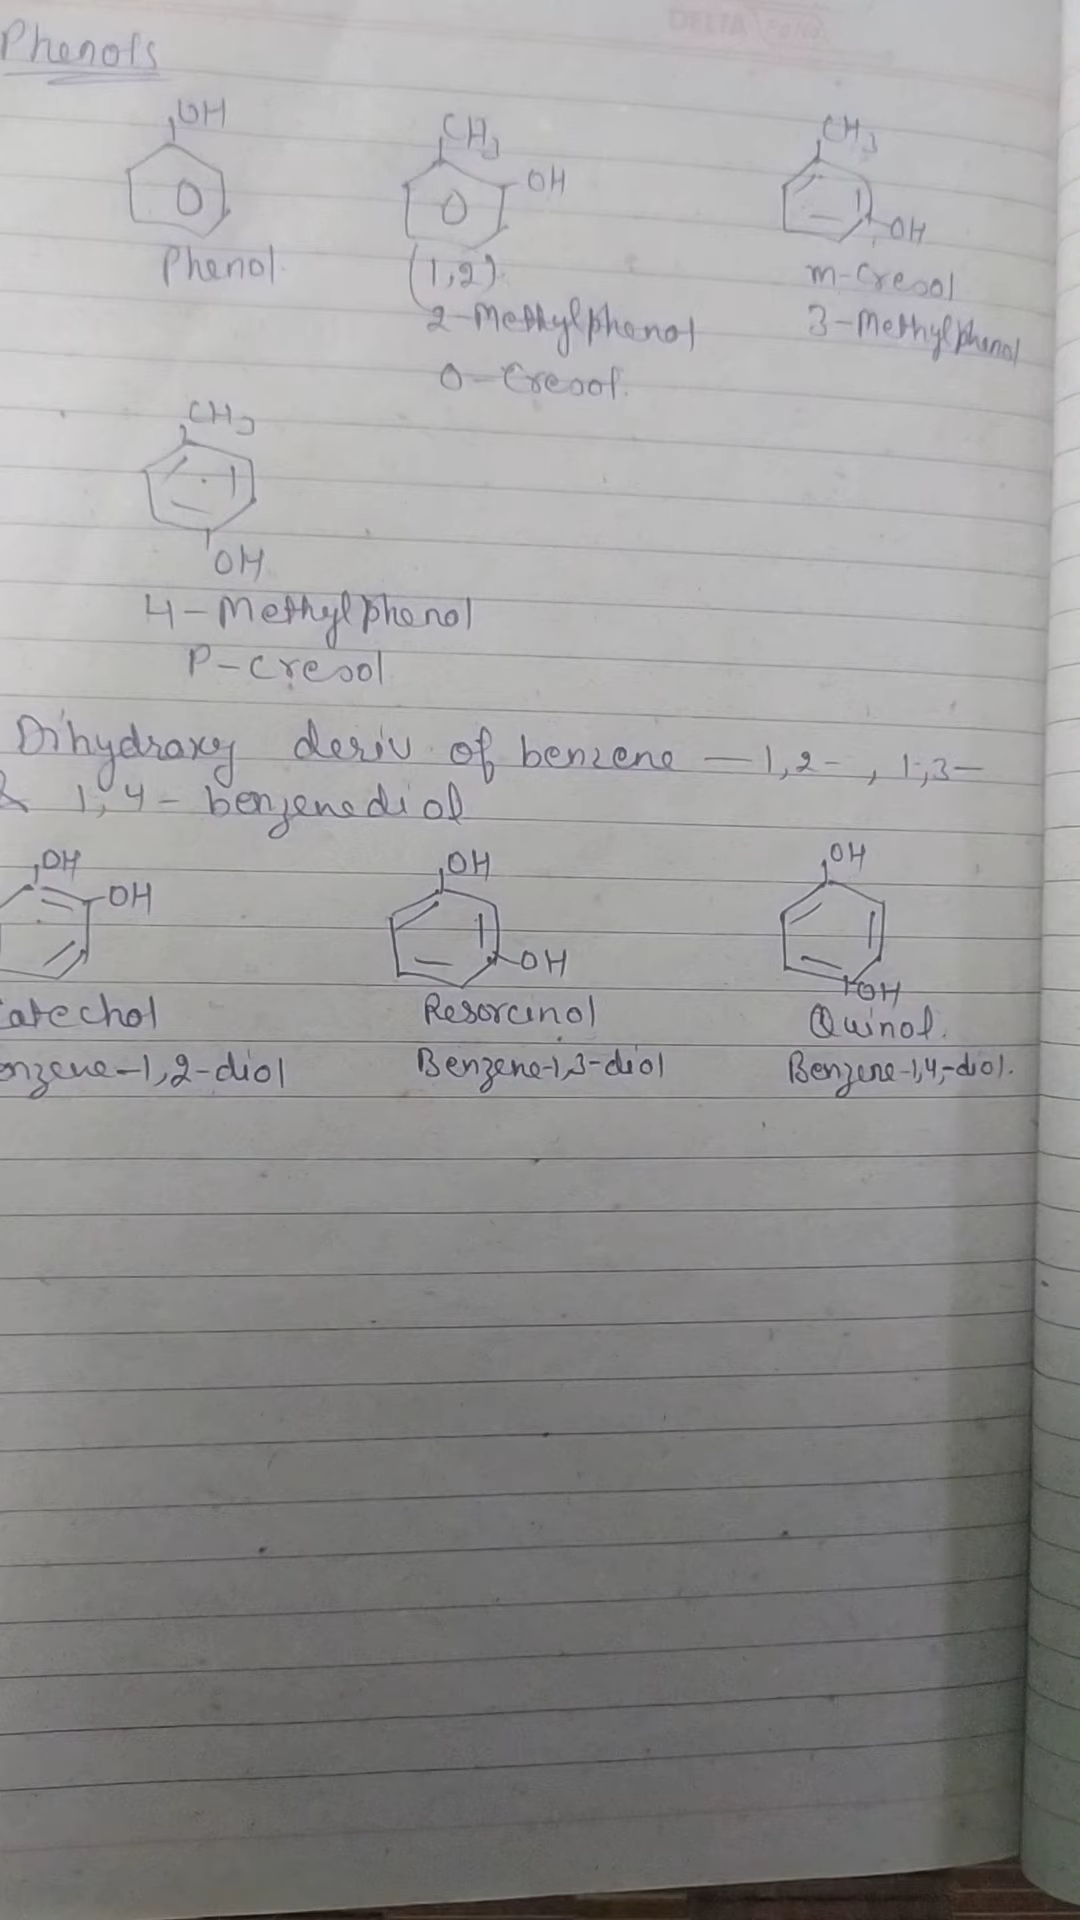 Phenols
OH
Phenol.
CH3
OH
(1,2)
2-Methylphenol
O-Cresol.
CH3
OH
m-Cresol
3-Methylphenol
CH3
OH
4-Methylphenol
P-cresol
Dihydroxy deriv. of benzene - 1,2-, 1,3-
& 1,4-benzenediol
OH
OH
atechol
enzene-1,2-diol
OH
OH
Resorcinol
Benzene-1,3-diol
OH
OH
Quinol.
Benzene-1,4,-diol.